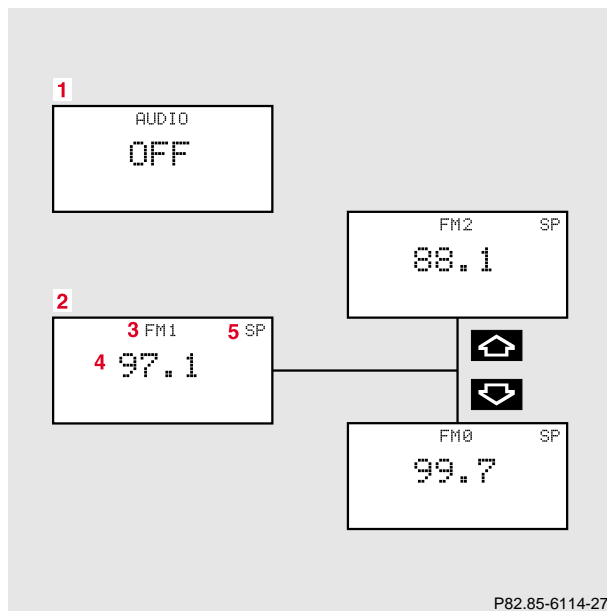 1
AUDIO
OFF
FM2 SP
88.1
2
3 FM1 5 SP
4 97.1
FM0 SP
99.7
P82.85-6114-27